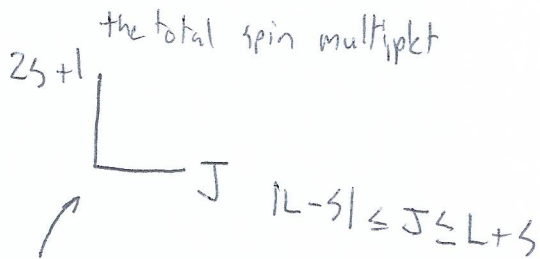 the total spin multiplet
2S+1
L J
|L-S| ≤ J ≤ L+S